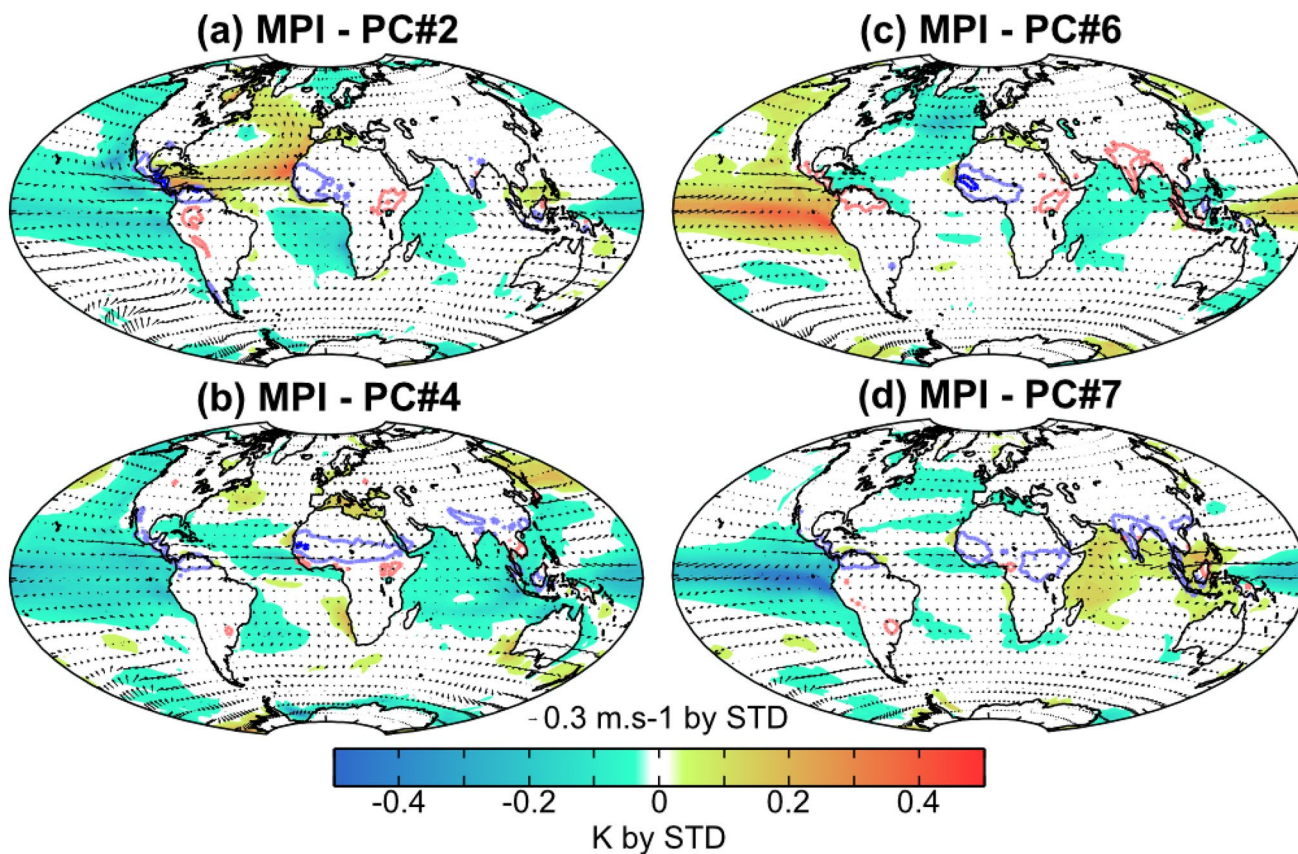 (a) MPI - PC#2
(c) MPI - PC#6
(b) MPI - PC#4
(d) MPI - PC#7
0.3 m.s-1 by STD
-0.4 -0.2 0 0.2 0.4
K by STD